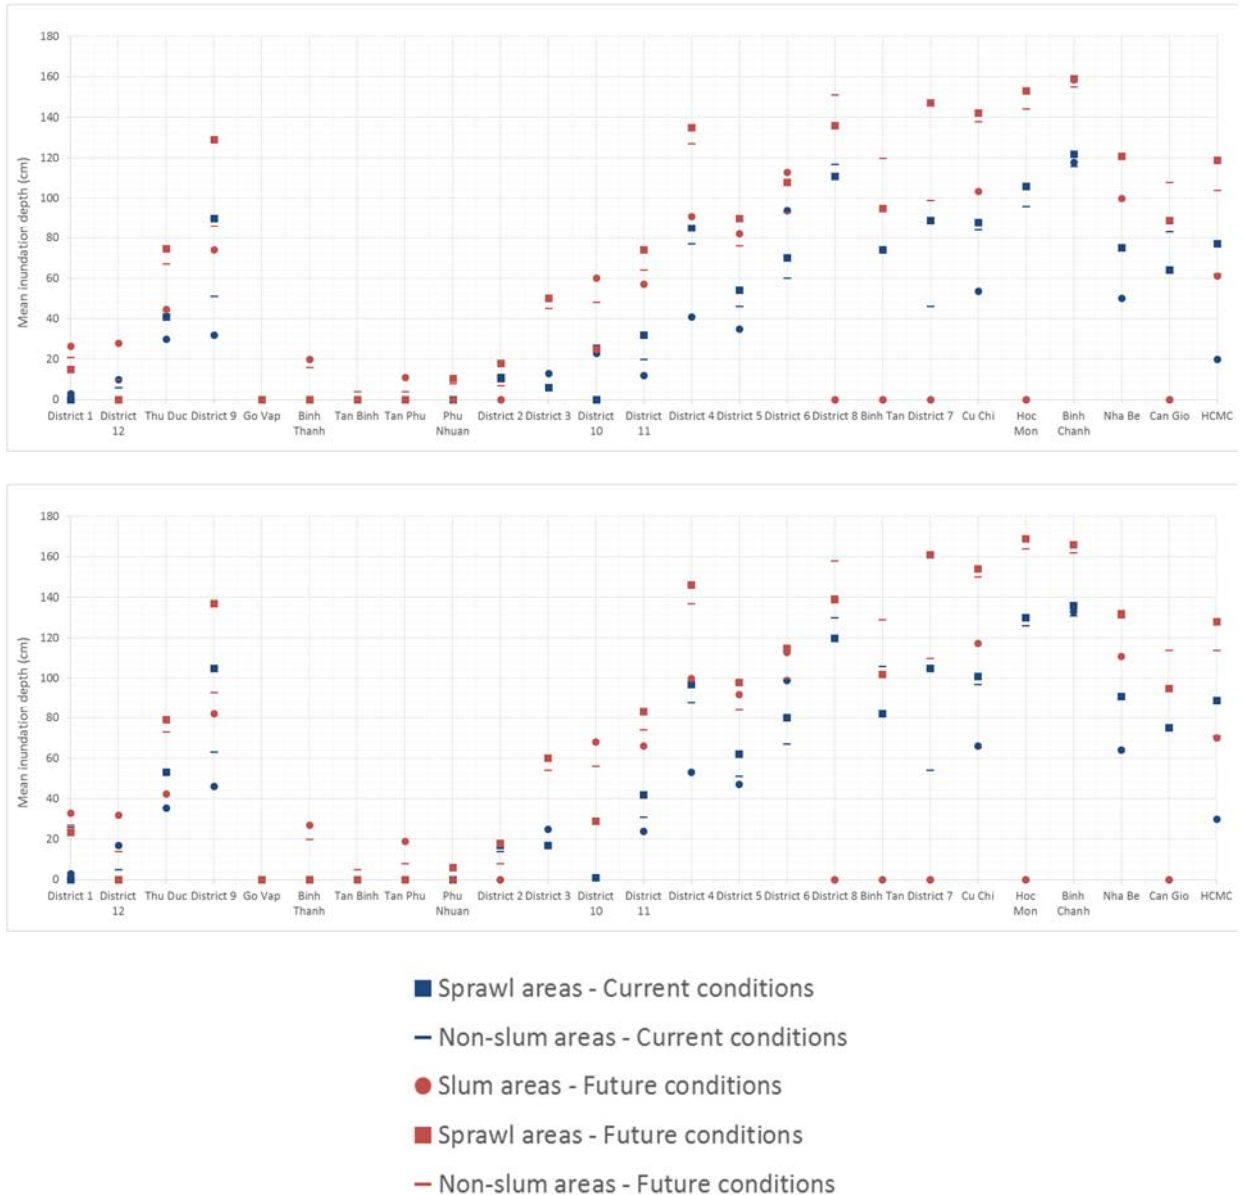 180
160
140
120
100
80
60
40
20
0
Mean inundation depth (cm)
District 1 District 12 Thu Duc District 9 Go Vap Binh Thanh Tan Binh Tan Phu Phu Nhuan District 2 District 3 District 10 District 11 District 4 District 5 District 6 District 8 Binh Tan District 7 Cu Chi Hoc Mon Binh Chanh Nha Be Can Gio HCMC
180
160
140
120
100
80
60
40
20
0
Mean inundation depth (cm)
District 1 District 12 Thu Duc District 9 Go Vap Binh Thanh Tan Binh Tan Phu Phu Nhuan District 2 District 3 District 10 District 11 District 4 District 5 District 6 District 8 Binh Tan District 7 Cu Chi Hoc Mon Binh Chanh Nha Be Can Gio HCMC
Sprawl areas - Current conditions
Non-slum areas - Current conditions
Slum areas - Future conditions
Sprawl areas - Future conditions
Non-slum areas - Future conditions